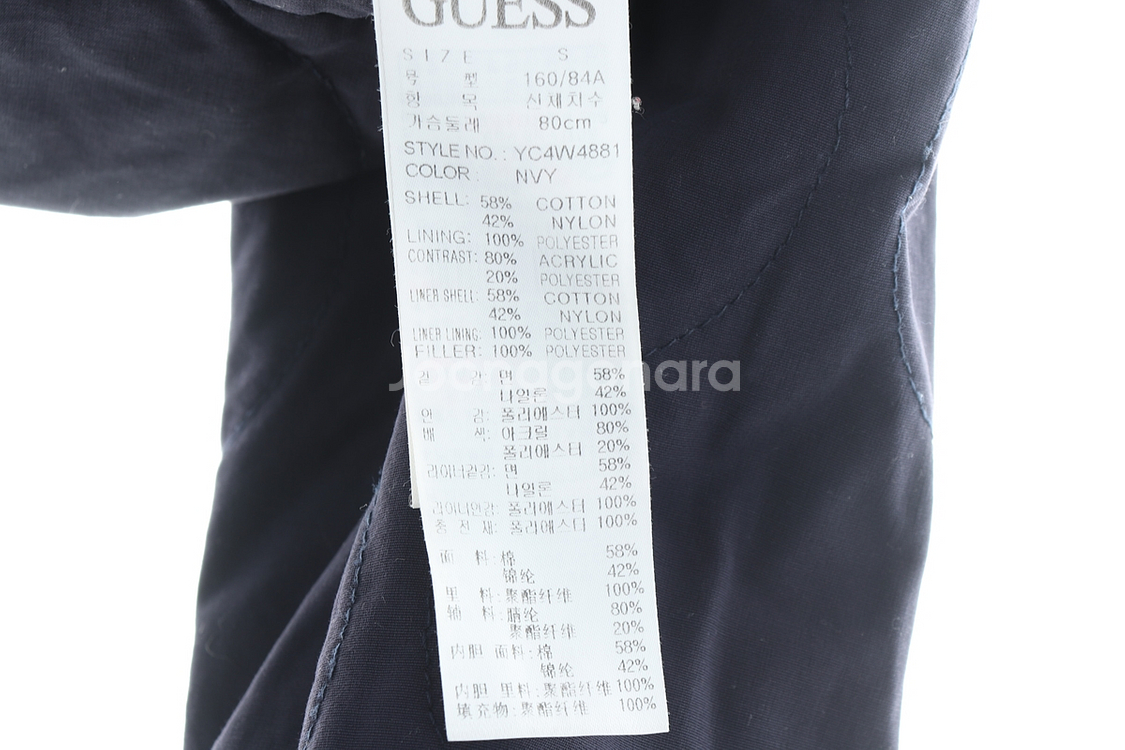 GUESS
SIZE S
품 형 160/84A
항 목 신체치수
가슴둘레 80cm
STYLE NO.: YC4W4881
COLOR: NVY
SHELL: 58% COTTON
42% NYLON
LINING: 100% POLYESTER
CONTRAST: 80% ACRYLIC
20% POLYESTER
LINER SHELL: 58% COTTON
42% NYLON
LINER LINING: 100% POLYESTER
FILLER: 100% POLYESTER
겉 감: 면 58%
나일론 42%
안 감: 폴리에스터 100%
배 색: 아크릴 80%
폴리에스터 20%
라이너겉감: 면 58%
나일론 42%
라이너안감: 폴리에스터 100%
충 전 재: 폴리에스터 100%
面 料:棉 58%
锦纶 42%
里 料:聚酯纤维 100%
辅 料:腈纶 80%
聚酯纤维 20%
内胆 面料:棉 58%
锦纶 42%
内胆 里料:聚酯纤维 100%
填充物:聚酯纤维 100%